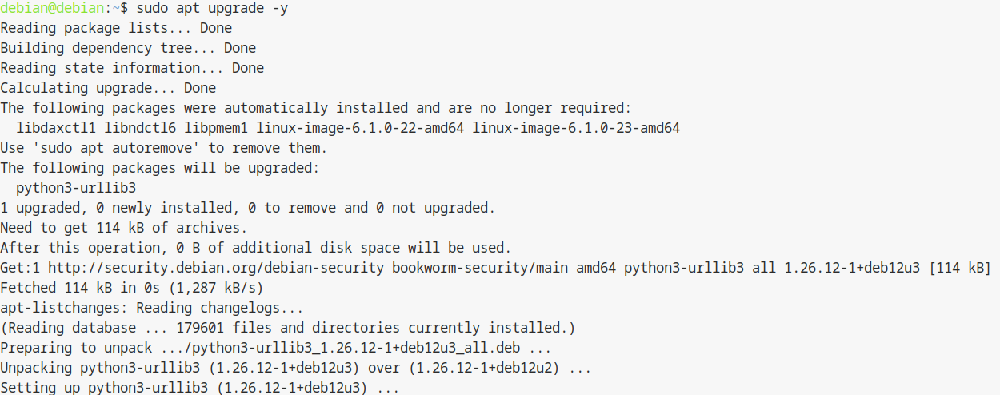 debian@debian:~$ sudo apt upgrade -y
Reading package lists... Done
Building dependency tree... Done
Reading state information... Done
Calculating upgrade... Done
The following packages were automatically installed and are no longer required:
  libdaxctl1 libndctl6 libpmem1 linux-image-6.1.0-22-amd64 linux-image-6.1.0-23-amd64
Use 'sudo apt autoremove' to remove them.
The following packages will be upgraded:
  python3-urllib3
1 upgraded, 0 newly installed, 0 to remove and 0 not upgraded.
Need to get 114 kB of archives.
After this operation, 0 B of additional disk space will be used.
Get:1 http://security.debian.org/debian-security bookworm-security/main amd64 python3-urllib3 all 1.26.12-1+deb12u3 [114 kB]
Fetched 114 kB in 0s (1,287 kB/s)
apt-listchanges: Reading changelogs...
(Reading database ... 179601 files and directories currently installed.)
Preparing to unpack .../python3-urllib3_1.26.12-1+deb12u3_all.deb ...
Unpacking python3-urllib3 (1.26.12-1+deb12u3) over (1.26.12-1+deb12u2) ...
Setting up python3-urllib3 (1.26.12-1+deb12u3) ...